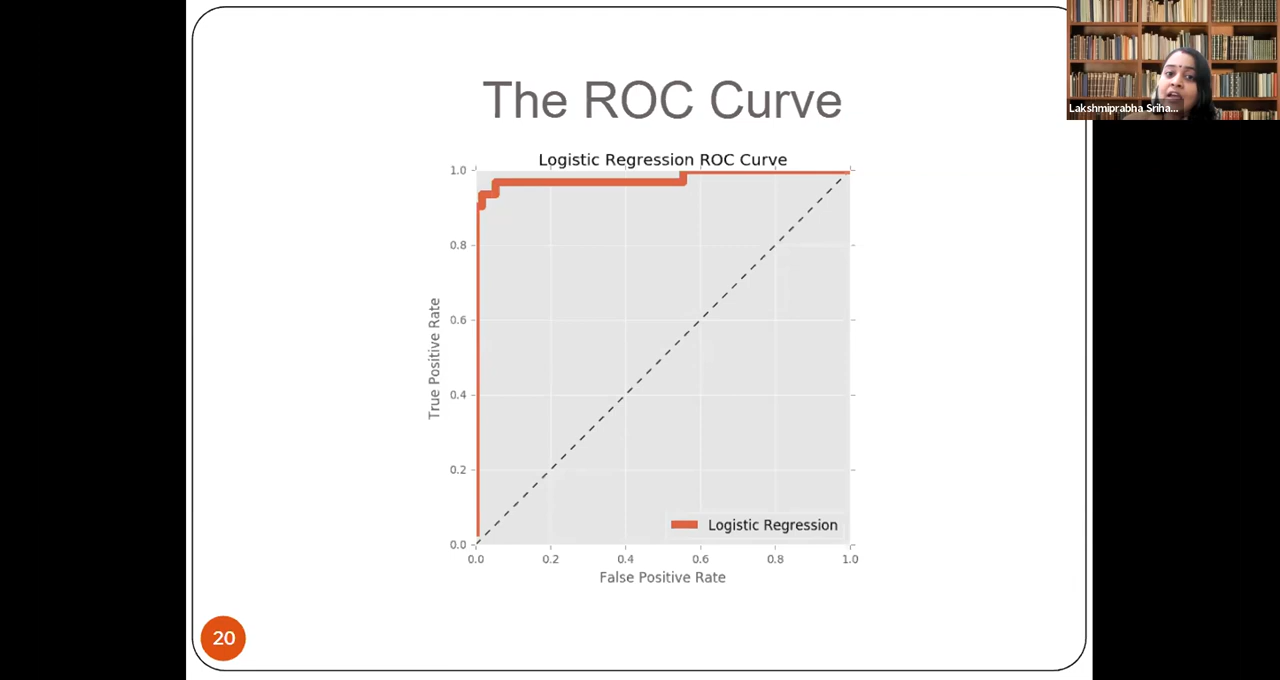 The ROC Curve
Lakshmiprabha Sriha...
Logistic Regression ROC Curve
1.0
0.8
0.6
0.4
0.2
0.0
True Positive Rate
0.0 0.2 0.4 0.6 0.8 1.0
False Positive Rate
Logistic Regression
20